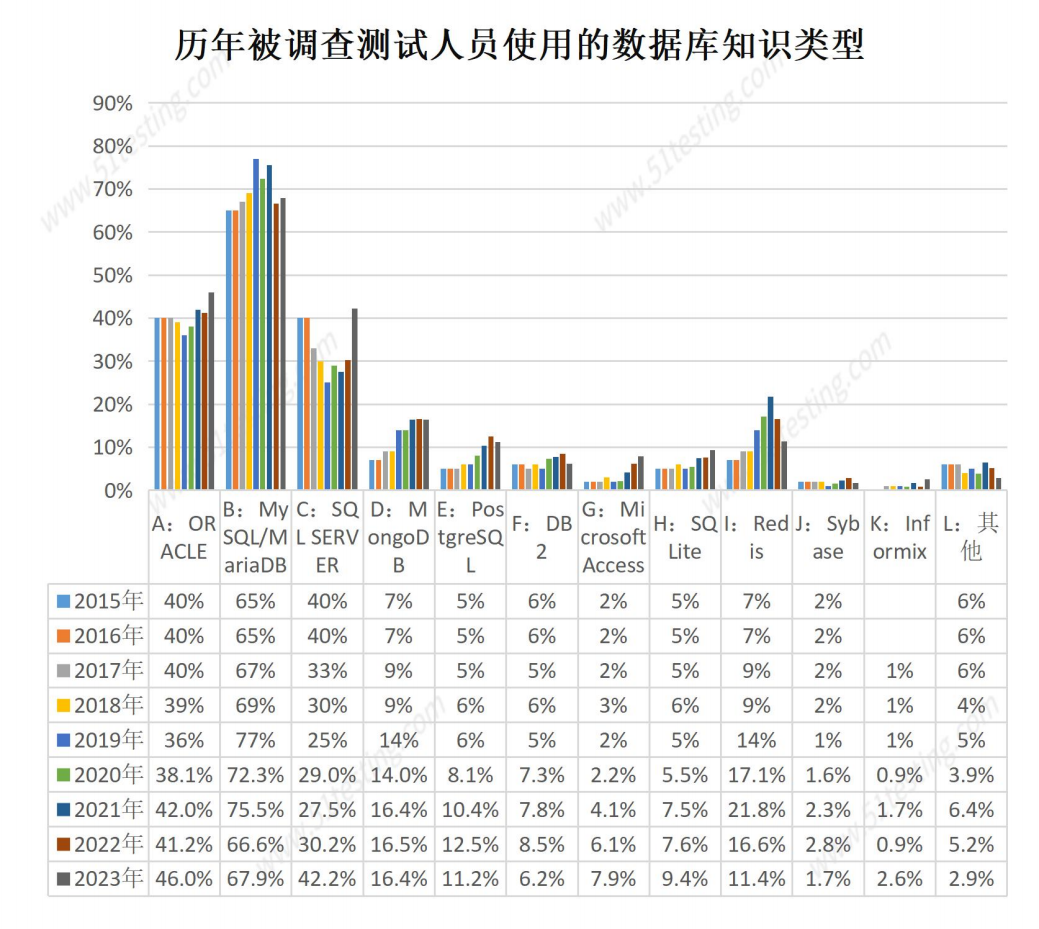 历年被调查测试人员使用的数据库知识类型
90%
80%
70%
60%
50%
40%
30%
20%
10%
0%
A：OR
ACLE
B：My
SQL/M
ariaDB
C：SQ
L SERV
ER
D：M
ongoD
B
E：Pos
tgreSQ
L
F：DB
2
G：Mi
crosoft
Access
H：SQ
Lite
I：Red
is
J：Syb
ase
K：Inf
ormix
L：其
他
2015年 40% 65% 40% 7% 5% 6% 2% 5% 7% 2% 6%
2016年 40% 65% 40% 7% 5% 6% 2% 5% 7% 2% 6%
2017年 40% 67% 33% 9% 5% 5% 2% 5% 9% 2% 1% 6%
2018年 39% 69% 30% 9% 6% 6% 3% 6% 9% 2% 1% 4%
2019年 36% 77% 25% 14% 6% 5% 2% 5% 14% 1% 1% 5%
2020年 38.1% 72.3% 29.0% 14.0% 8.1% 7.3% 2.2% 5.5% 17.1% 1.6% 0.9% 3.9%
2021年 42.0% 75.5% 27.5% 16.4% 10.4% 7.8% 4.1% 7.5% 21.8% 2.3% 1.7% 6.4%
2022年 41.2% 66.6% 30.2% 16.5% 12.5% 8.5% 6.1% 7.6% 16.6% 2.8% 0.9% 5.2%
2023年 46.0% 67.9% 42.2% 16.4% 11.2% 6.2% 7.9% 9.4% 11.4% 1.7% 2.6% 2.9%
www.51testing.com
www.51testing.com